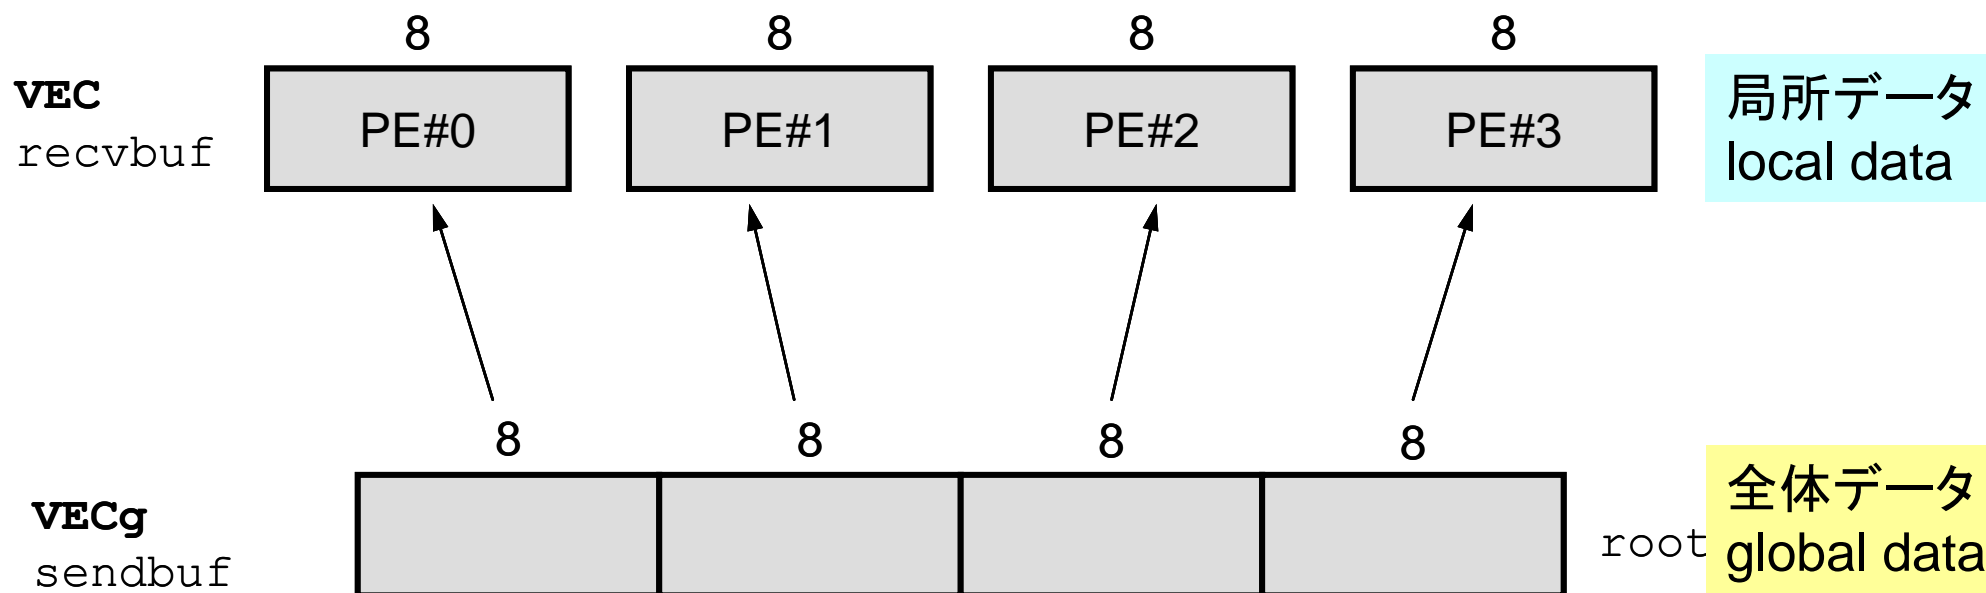 8 8 8 8
VEC
recvbuf
PE#0 PE#1 PE#2 PE#3
局所データ
local data
8 8 8 8
VECg
sendbuf
root
全体データ
global data